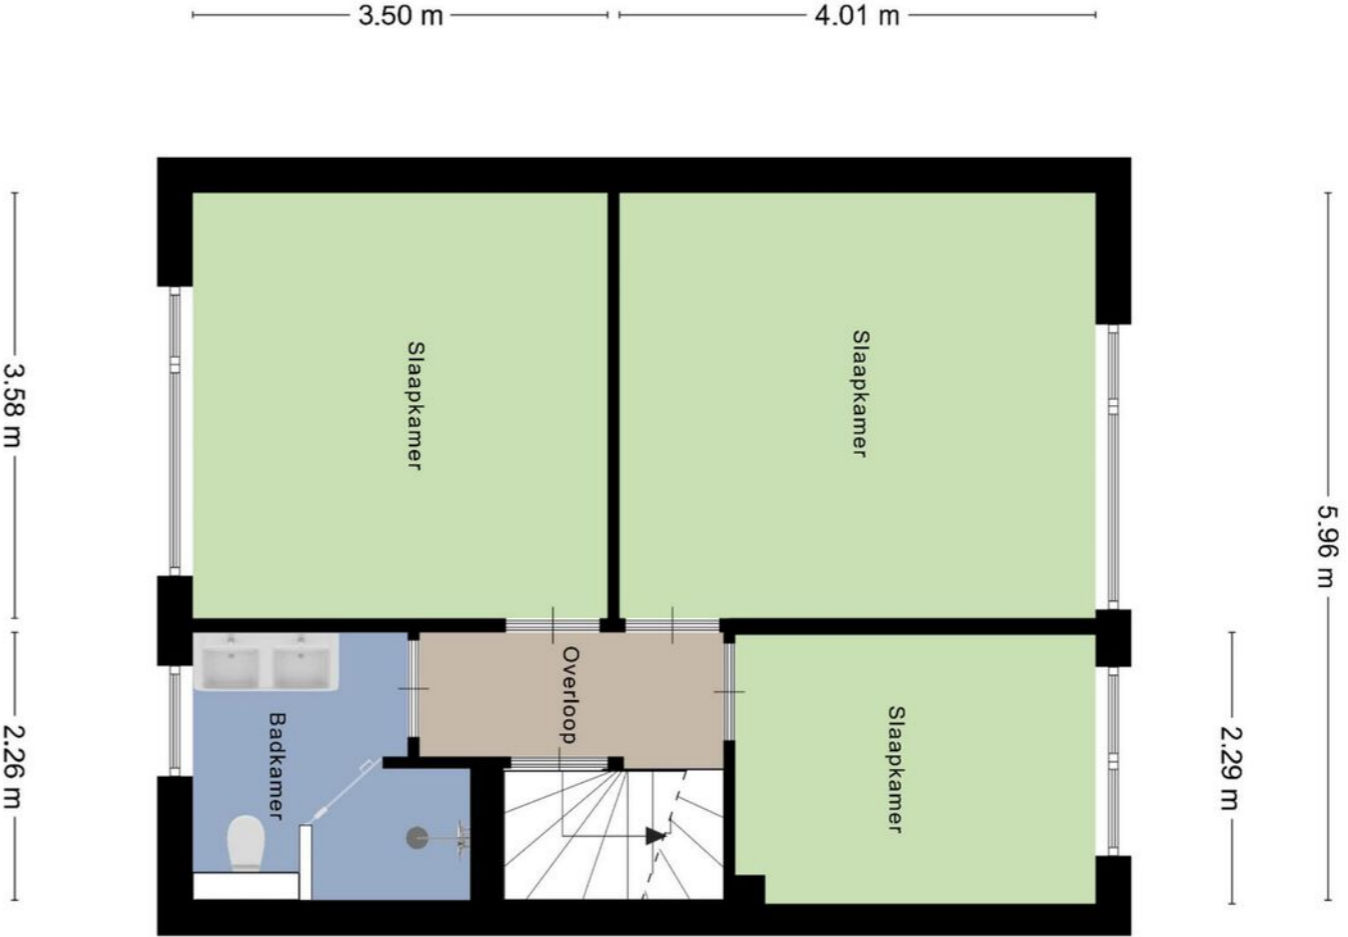 3.50 m
4.01 m
3.58 m
Slaapkamer
Slaapkamer
5.96 m
Overloop
Badkamer
Slaapkamer
2.26 m
2.29 m